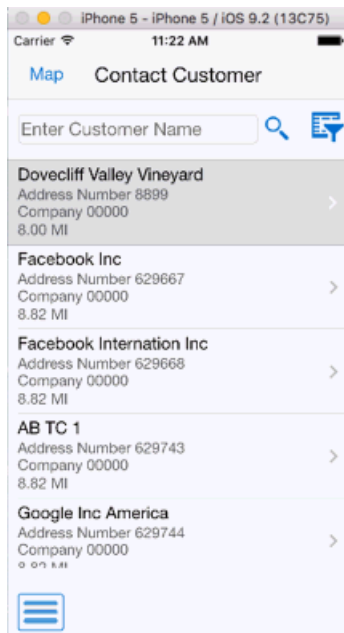 iPhone 5 - iPhone 5 / iOS 9.2 (13C75)
Carrier 11:22 AM
Map Contact Customer
Enter Customer Name
Dovecliff Valley Vineyard
Address Number 8899
Company 00000
8.00 MI
Facebook Inc
Address Number 629667
Company 00000
8.82 MI
Facebook Internation Inc
Address Number 629668
Company 00000
8.82 MI
AB TC 1
Address Number 629743
Company 00000
8.82 MI
Google Inc America
Address Number 629744
Company 00000